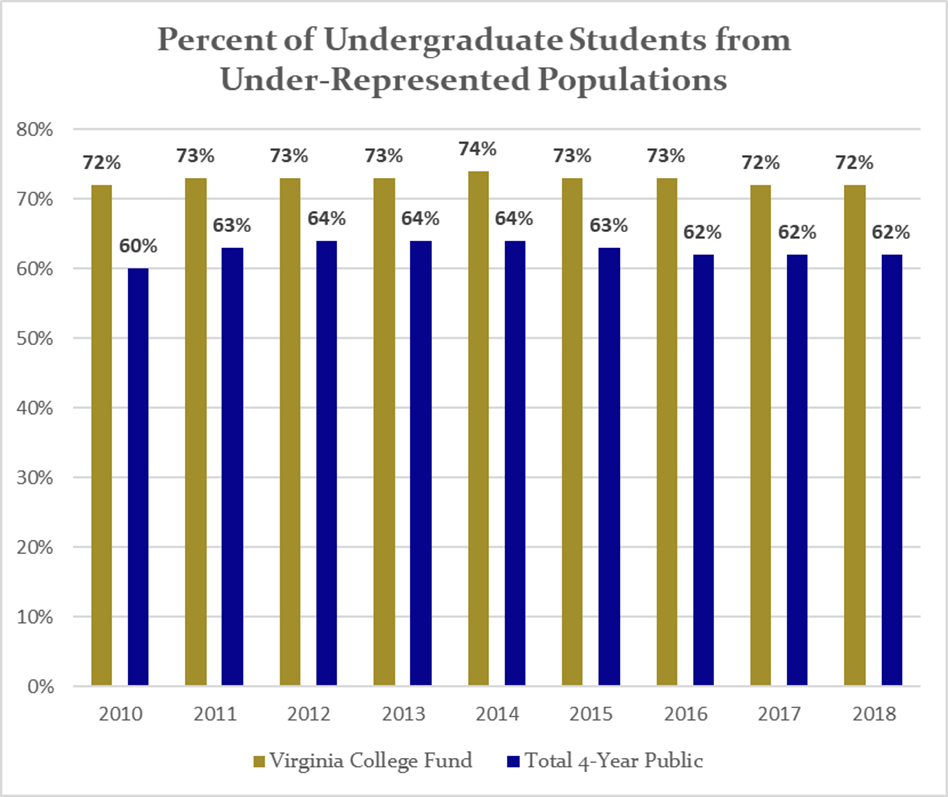 Percent of Undergraduate Students from
Under-Represented Populations
80%
70%
60%
50%
40%
30%
20%
10%
0%
72% 73% 73% 73% 74% 73% 73% 72% 72%
60% 63% 64% 64% 64% 63% 62% 62% 62%
2010 2011 2012 2013 2014 2015 2016 2017 2018
Virginia College Fund Total 4-Year Public